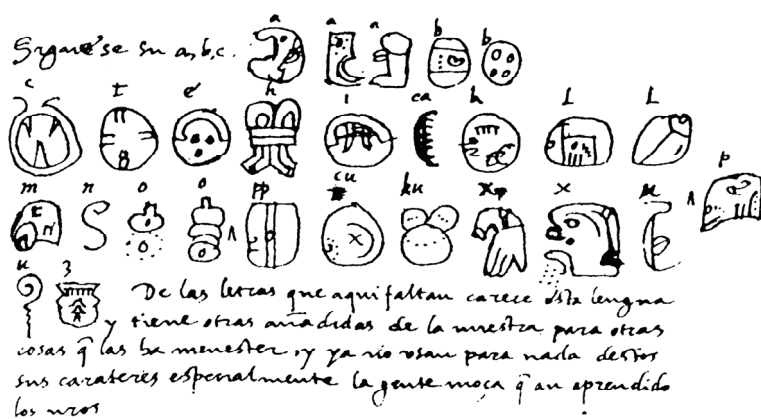 Siguese su a, b, c.
a a a b b
c t e h i ca k l l
m n o o pp cu ku x x u p
u z
De las letras que aqui faltan carece esta lengua
y tiene otras añadidas de la nuestra para otras
cosas q̃ las ha menester, y ya no usan para nada destos
sus carateres especialmente la gente moça q̃ an aprendido
los nros